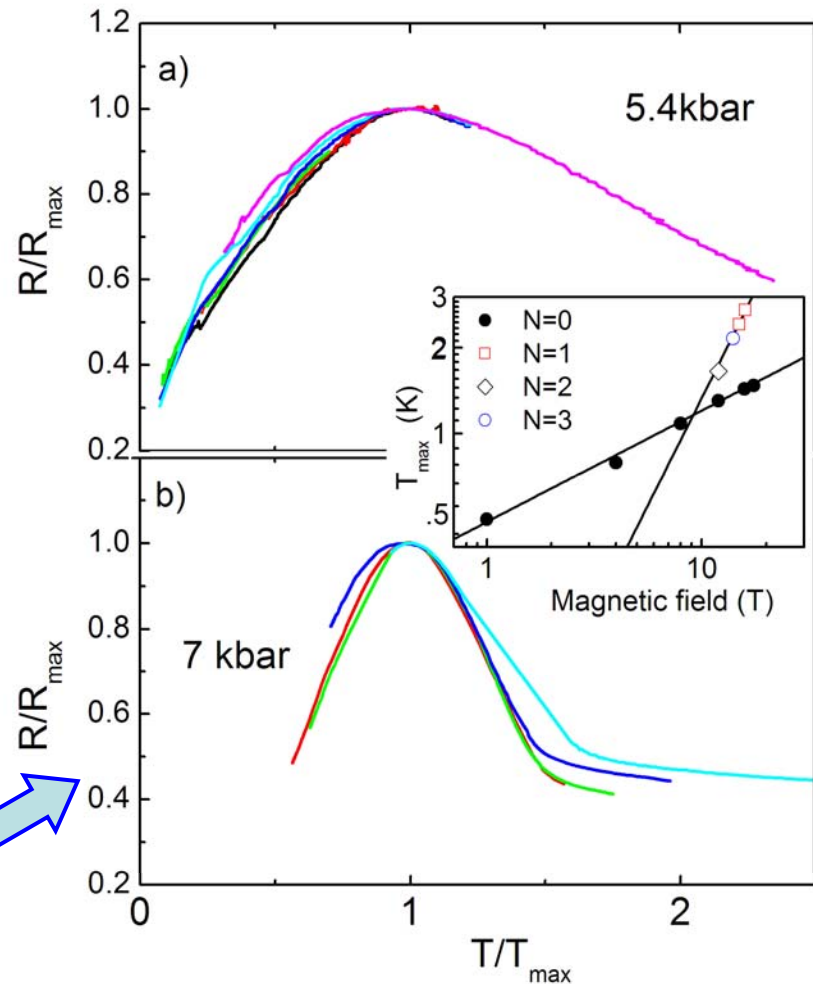 1.2
a)
5.4kbar
1.0
0.8
0.6
0.4
0.2
R/R_max
3
2
1
.5
T_max (K)
N=0
N=1
N=2
N=3
1
10
Magnetic field (T)
b)
7 kbar
1.0
0.8
0.6
0.4
0.2
R/R_max
0
1
2
T/T_max